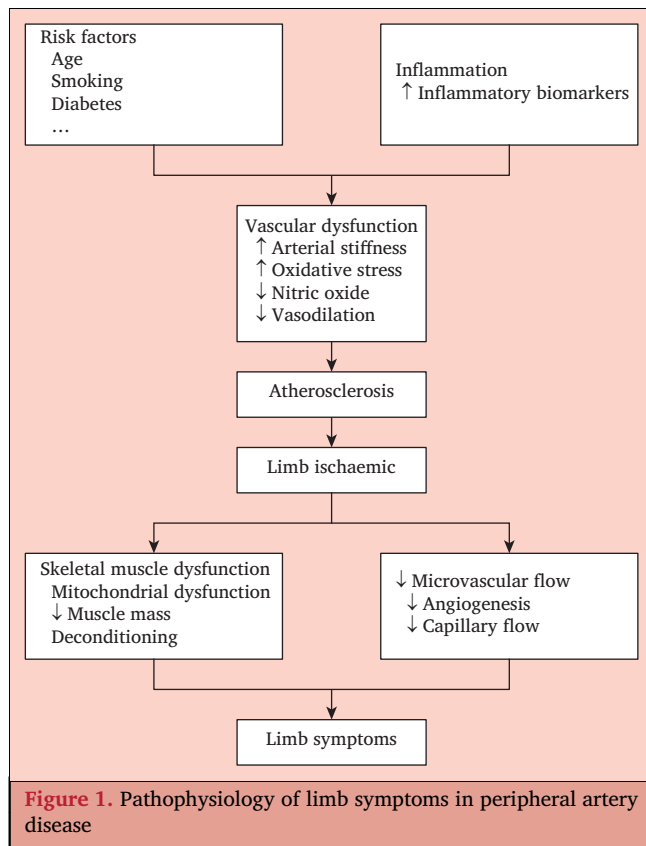 Risk factors
Age
Smoking
Diabetes
...
Inflammation
↑ Inflammatory biomarkers
Vascular dysfunction
↑ Arterial stiffness
↑ Oxidative stress
↓ Nitric oxide
↓ Vasodilation
Atherosclerosis
Limb ischaemic
Skeletal muscle dysfunction
Mitochondrial dysfunction
↓ Muscle mass
Deconditioning
↓ Microvascular flow
↓ Angiogenesis
↓ Capillary flow
Limb symptoms
Figure 1. Pathophysiology of limb symptoms in peripheral artery
disease